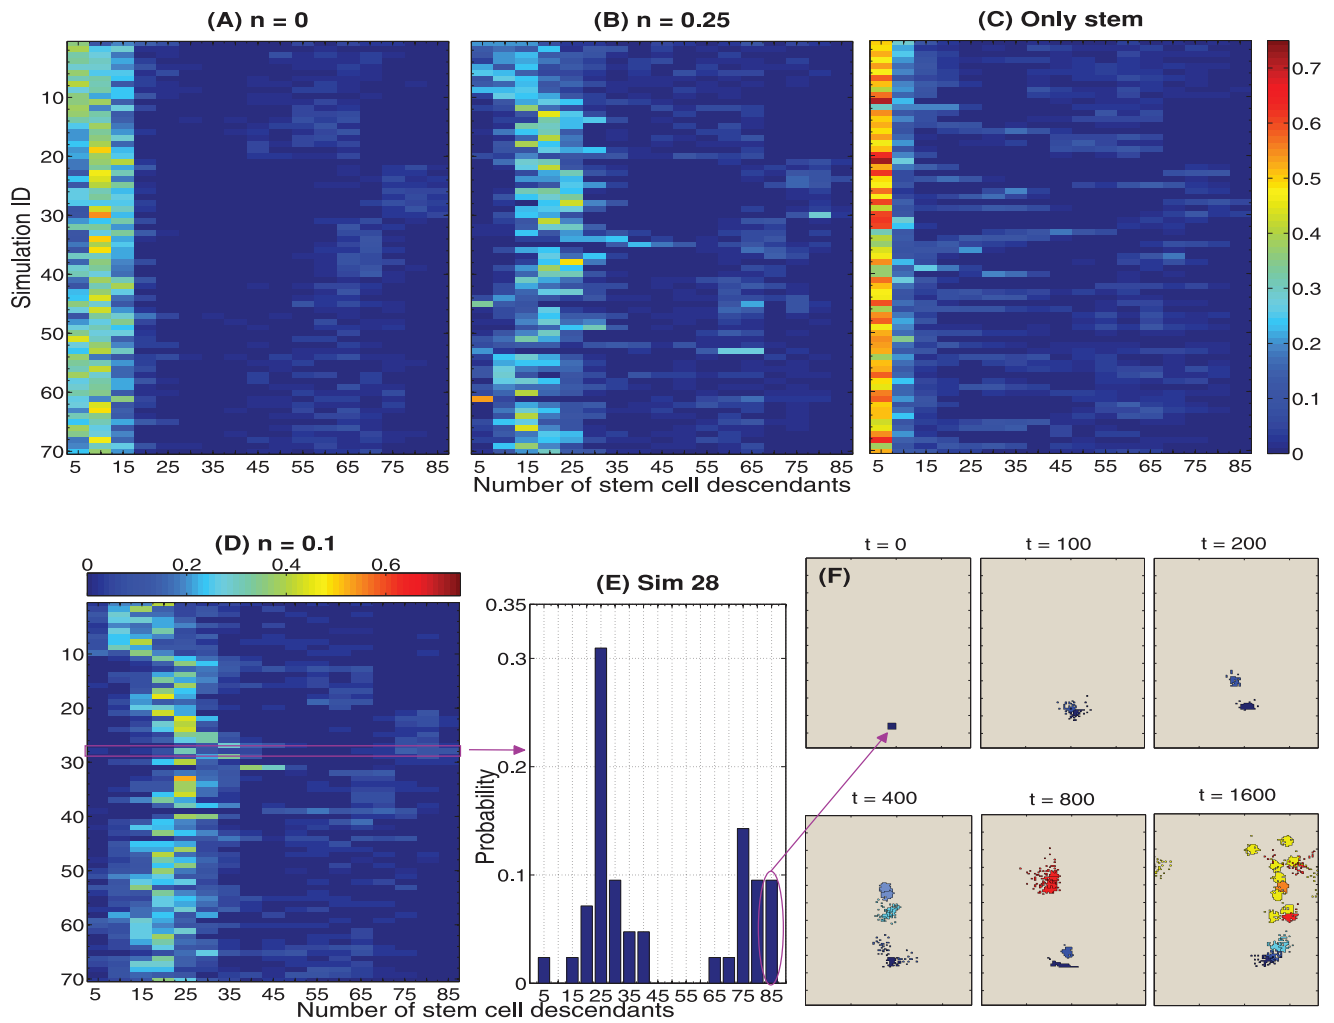 (A) n = 0
(B) n = 0.25
(C) Only stem
Simulation ID
10
20
30
40
50
60
70
5 15 25 35 45 55 65 75 85
5 15 25 35 45 55 65 75 85
5 15 25 35 45 55 65 75 85
Number of stem cell descendants
0.7
0.6
0.5
0.4
0.3
0.2
0.1
0
(D) n = 0.1
0 0.2 0.4 0.6
10
20
30
40
50
60
70
5 15 25 35 45 55 65 75 85
Number of stem cell descendants
(E) Sim 28
Probability
0.35
0.3
0.2
0.1
0
5 15 25 35 45 55 65 75 85
(F)
t = 0
t = 100
t = 200
t = 400
t = 800
t = 1600